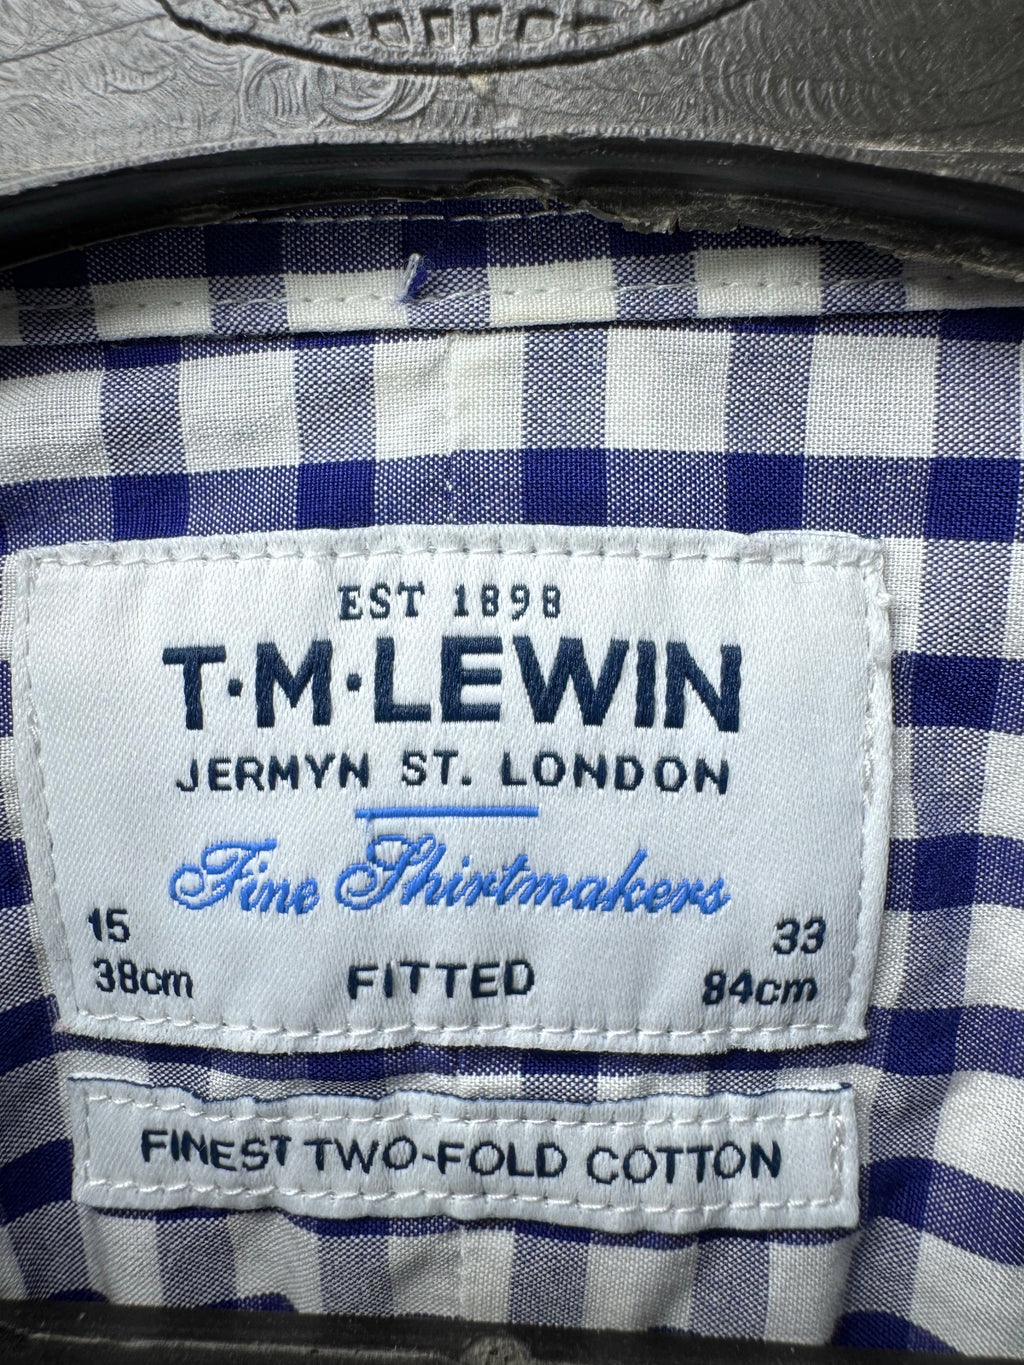 EST 1898
T·M·LEWIN
JERMYN ST. LONDON
Fine Shirtmakers
15
38cm
FITTED
33
84cm
FINEST TWO-FOLD COTTON